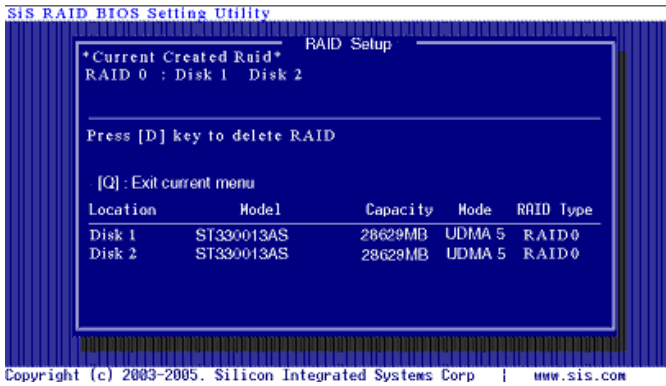 SiS RAID BIOS Setting Utility
RAID Setup
*Current Created Raid*
RAID 0 : Disk 1 Disk 2
Press [D] key to delete RAID
[Q] : Exit current menu
Location Model Capacity Mode RAID Type
Disk 1 ST330013AS 28629MB UDMA 5 RAID0
Disk 2 ST330013AS 28629MB UDMA 5 RAID0
Copyright (c) 2003-2005. Silicon Integrated Systems Corp | www.sis.com